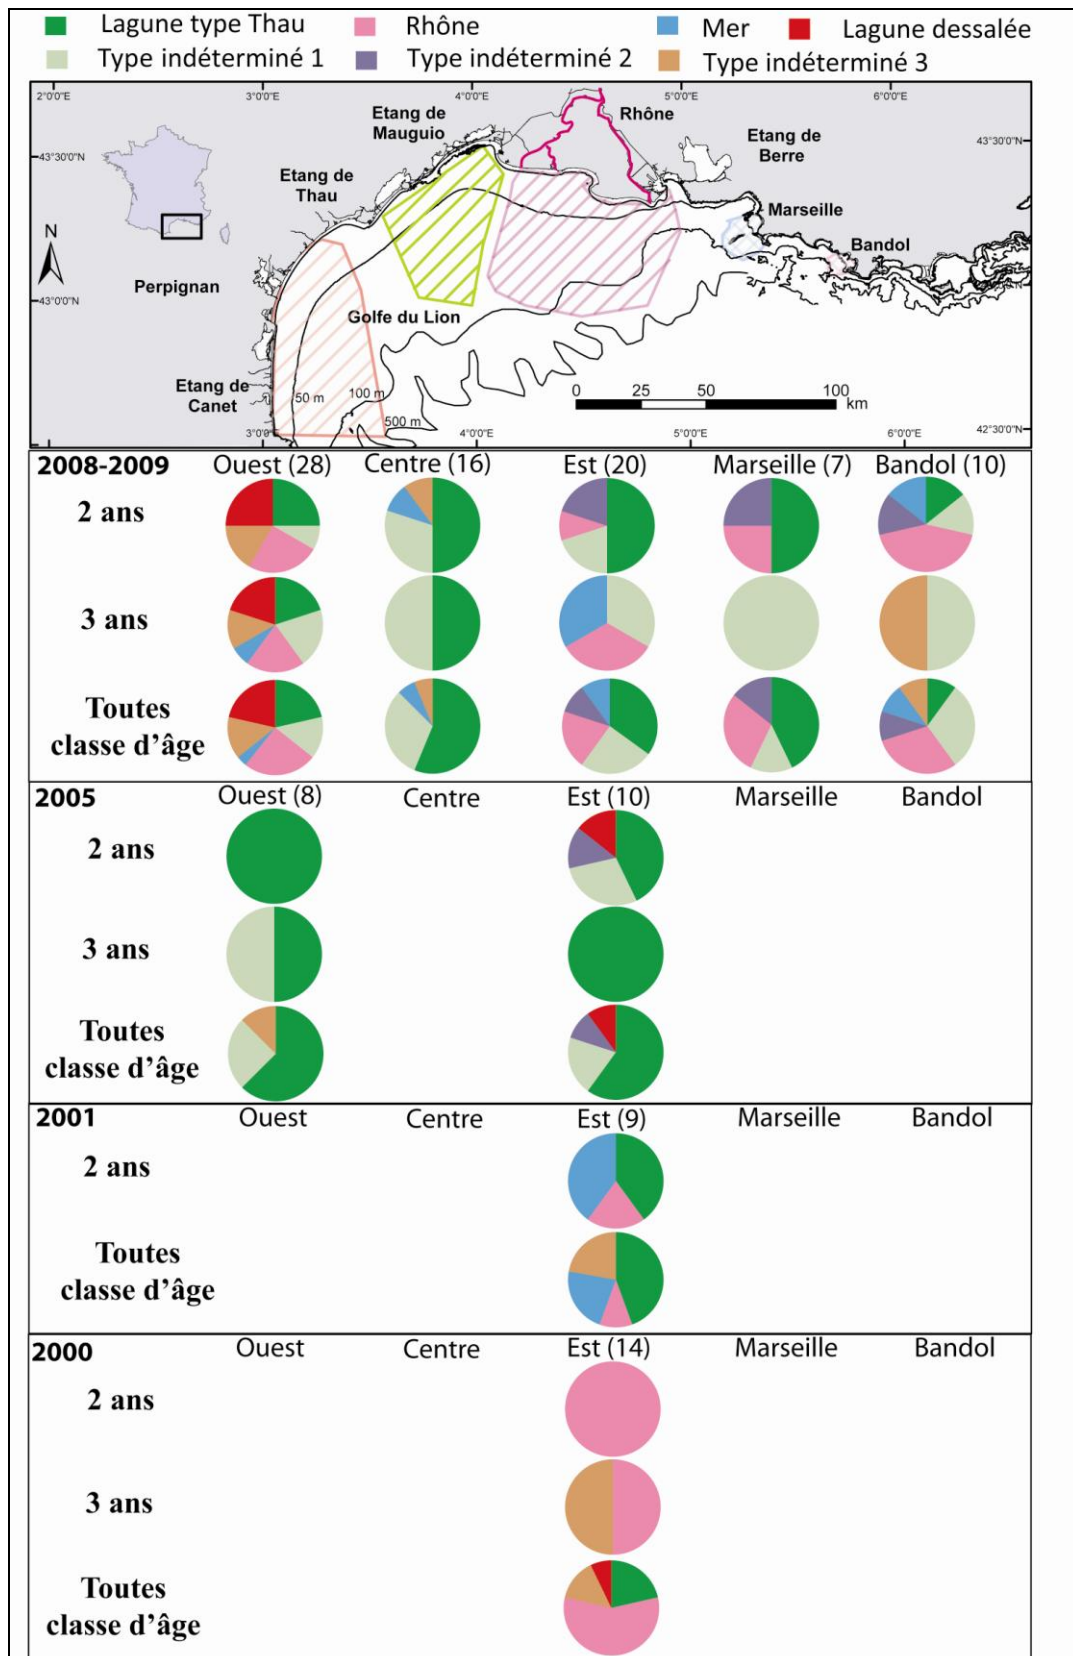 Lagune type Thau Rhône Mer Lagune dessalée
Type indéterminé 1 Type indéterminé 2 Type indéterminé 3
2°0'0"E 3°0'0"E 4°0'0"E 5°0'0"E 6°0'0"E
Etang de Mauguio
Rhône
Etang de Berre
43°30'0"N 43°30'0"N
Etang de Thau
Marseille
N
Bandol
Perpignan
43°0'0"N 43°0'0"N
Golfe du Lion
Etang de Canet
50 m 100 m 500 m
0 25 50 100
km
3°0'0"E 4°0'0"E 5°0'0"E 6°0'0"E
42°30'0"N
2008-2009 Ouest (28) Centre (16) Est (20) Marseille (7) Bandol (10)
2 ans
3 ans
Toutes
classe d'âge
2005 Ouest (8) Centre Est (10) Marseille Bandol
2 ans
3 ans
Toutes
classe d'âge
2001 Ouest Centre Est (9) Marseille Bandol
2 ans
Toutes
classe d'âge
2000 Ouest Centre Est (14) Marseille Bandol
2 ans
3 ans
Toutes
classe d'âge